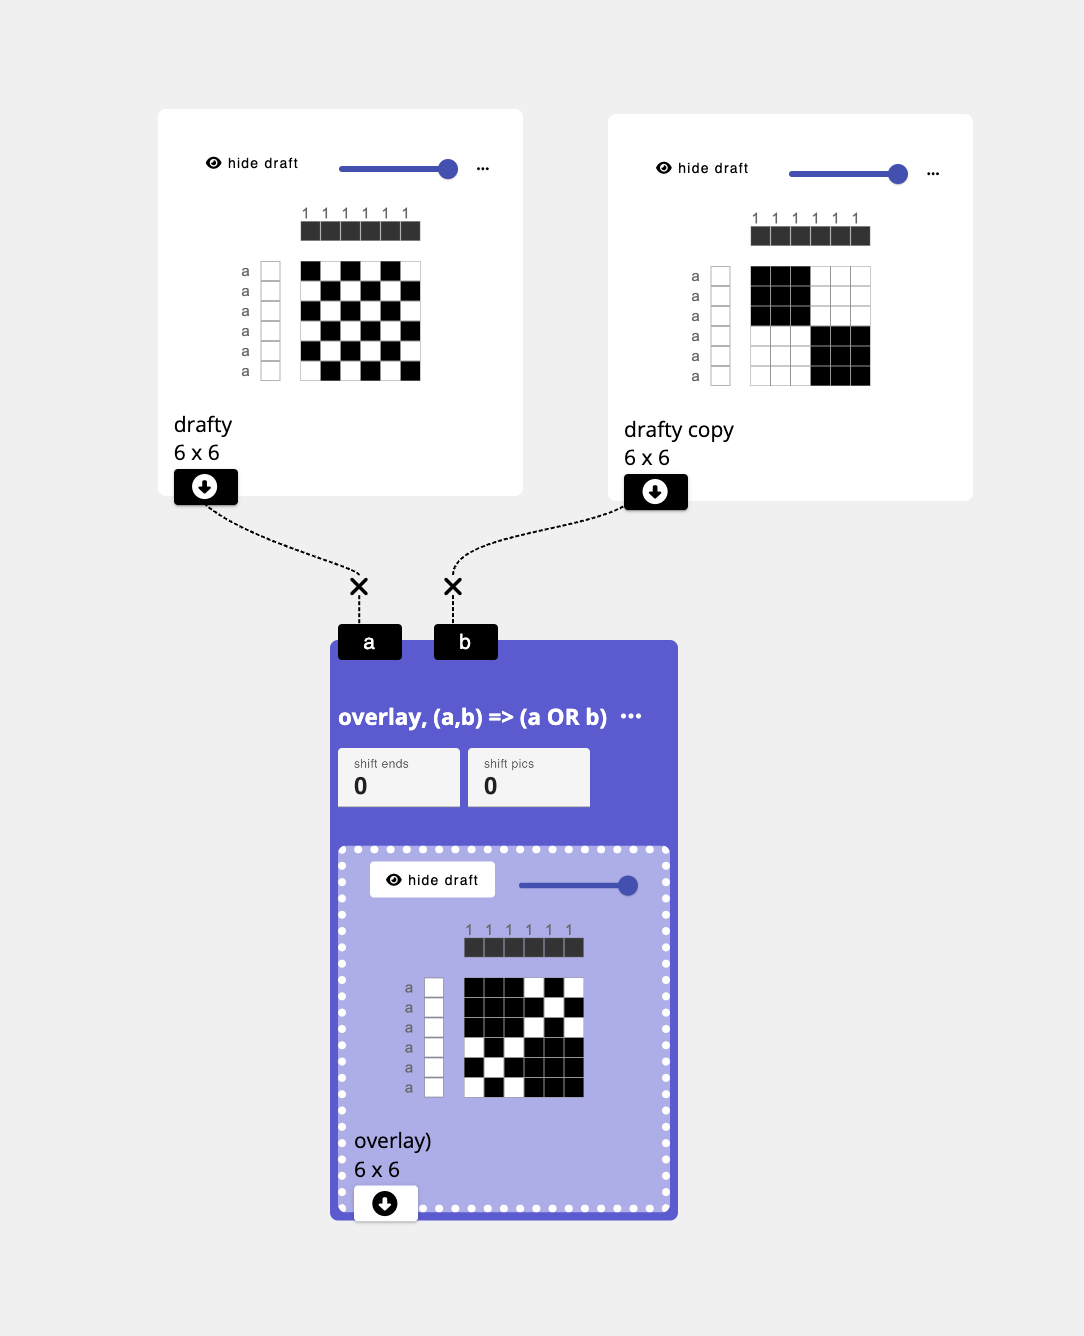 hide draft
1 1 1 1 1 1
a
a
a
a
a
a
drafty
6 x 6
hide draft
1 1 1 1 1 1
a
a
a
a
a
a
drafty copy
6 x 6
a
b
overlay, (a,b) => (a OR b)
shift ends
0
shift pics
0
hide draft
1 1 1 1 1 1
a
a
a
a
a
a
overlay)
6 x 6